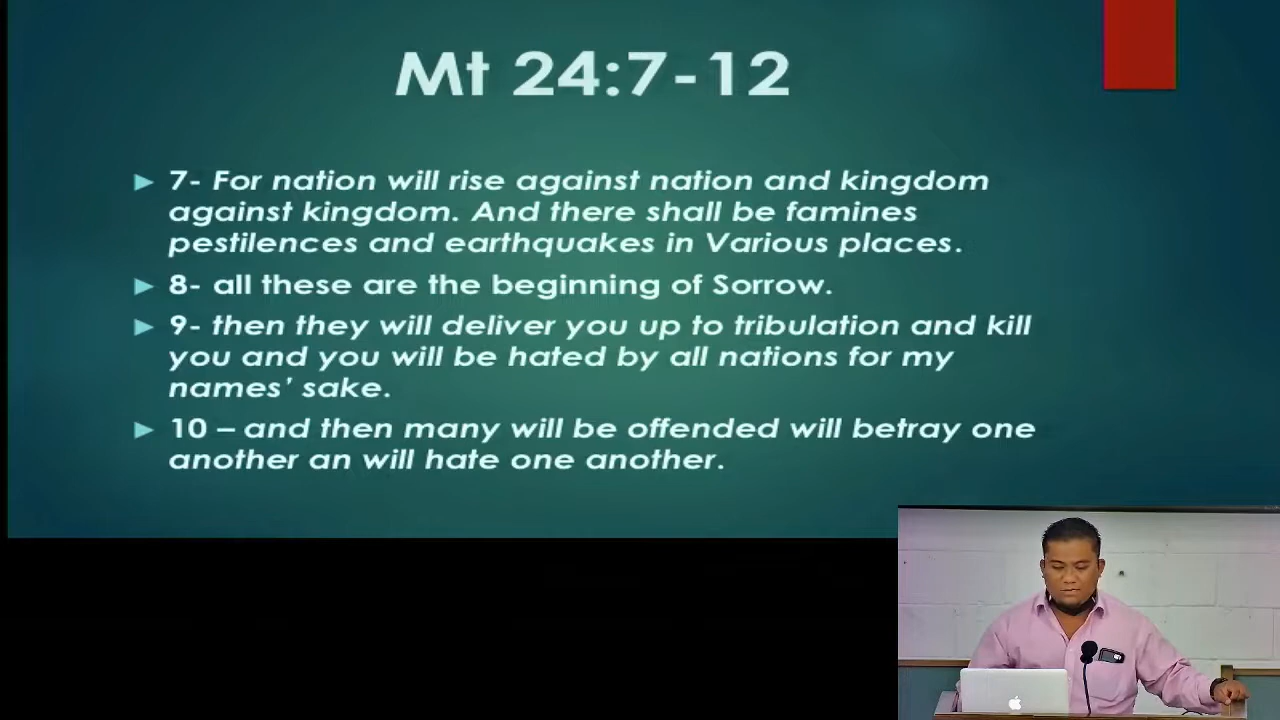 Mt 24:7-12
7- For nation will rise against nation and kingdom
against kingdom. And there shall be famines
pestilences and earthquakes in Various places.
8- all these are the beginning of Sorrow.
9- then they will deliver you up to tribulation and kill
you and you will be hated by all nations for my
names’ sake.
10 – and then many will be offended will betray one
another an will hate one another.